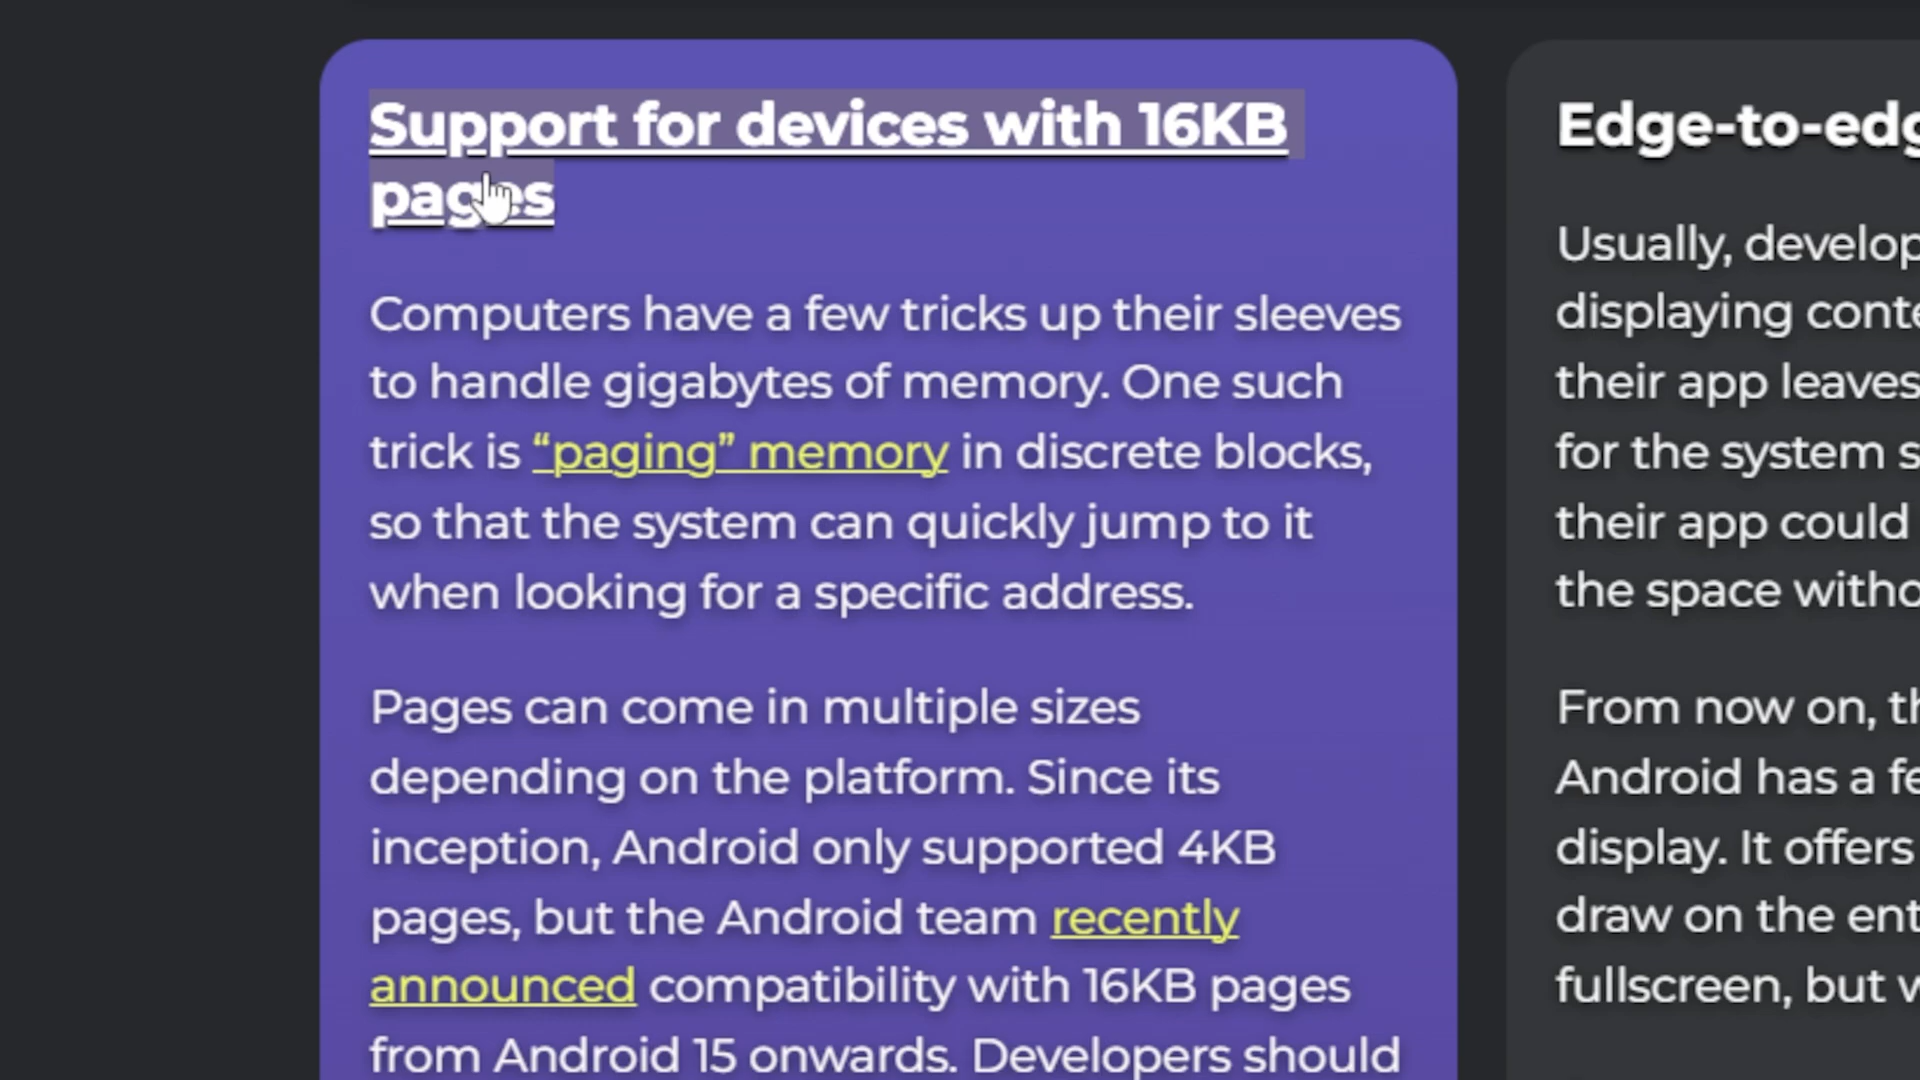 Support for devices with 16KB
pages
Computers have a few tricks up their sleeves
to handle gigabytes of memory. One such
trick is “paging” memory in discrete blocks,
so that the system can quickly jump to it
when looking for a specific address.
Pages can come in multiple sizes
depending on the platform. Since its
inception, Android only supported 4KB
pages, but the Android team recently
announced compatibility with 16KB pages
from Android 15 onwards. Developers should
Edge-to-edg
Usually, develop
displaying conte
their app leaves
for the system s
their app could
the space witho
From now on, th
Android has a fe
display. It offers
draw on the ent
fullscreen, but w